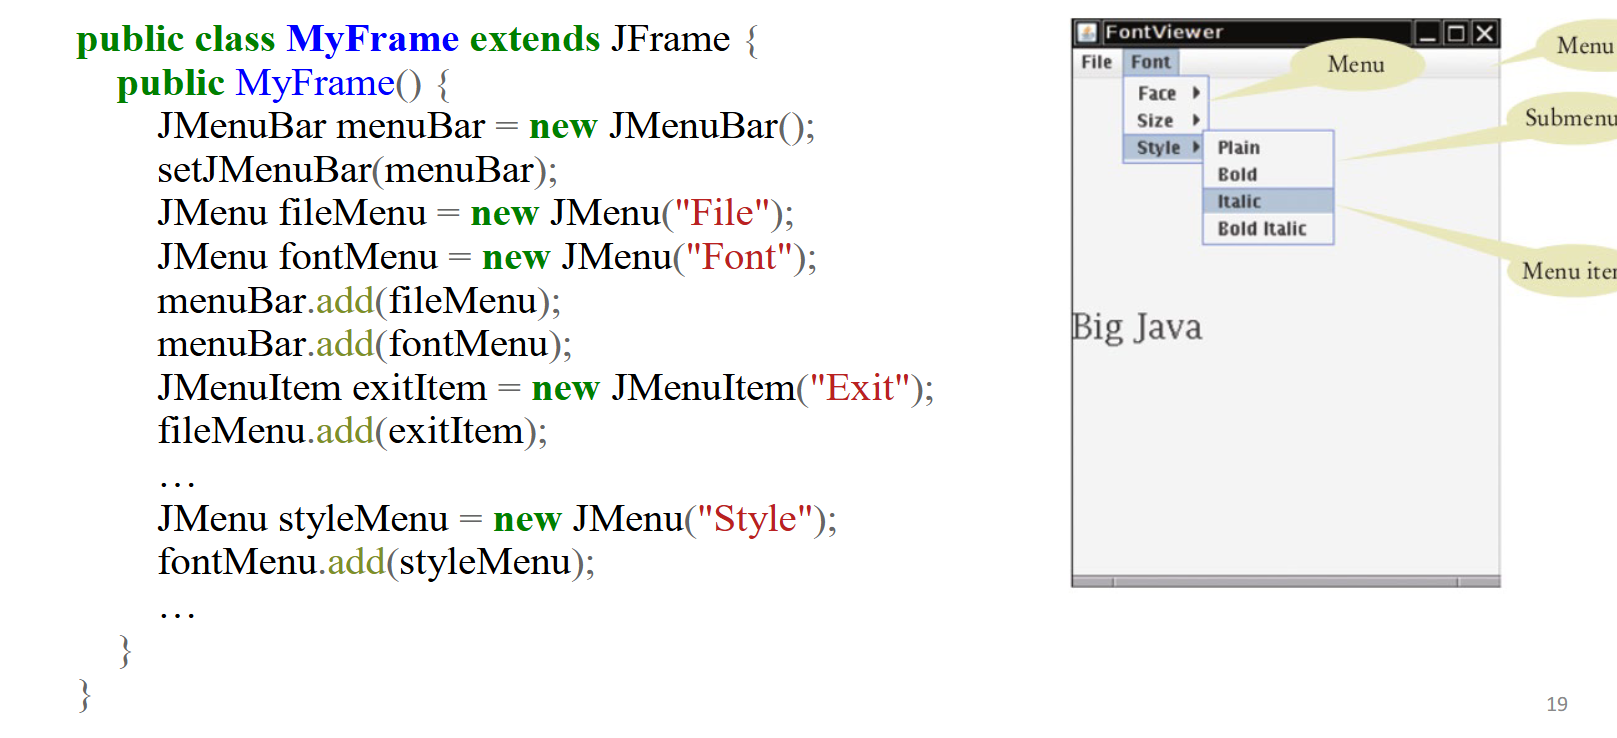 public class MyFrame extends JFrame {
public MyFrame() {
JMenuBar menuBar = new JMenuBar();
setJMenuBar(menuBar);
JMenu fileMenu = new JMenu("File");
JMenu fontMenu = new JMenu("Font");
menuBar.add(fileMenu);
menuBar.add(fontMenu);
JMenuItem exitItem = new JMenuItem("Exit");
fileMenu.add(exitItem);
…
JMenu styleMenu = new JMenu("Style");
fontMenu.add(styleMenu);
…
}
}
FontViewer
File Font
Face
Size
Style
Plain
Bold
Italic
Bold Italic
Big Java
Menu
Menu
Submenu
Menu
19